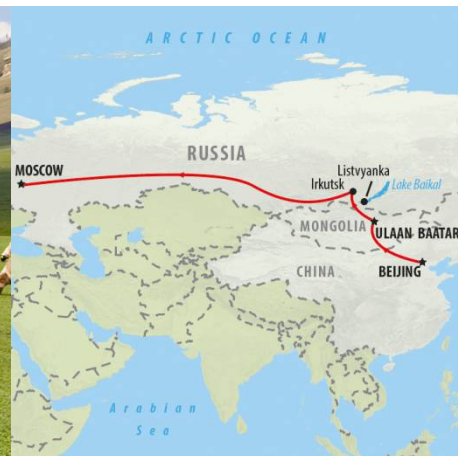 ARCTIC OCEAN
RUSSIA
MOSCOW
Listvyanka
Irkutsk
Lake Baikal
MONGOLIA
ULAAN BAATAR
CHINA
BEIJING
Arabian
Sea